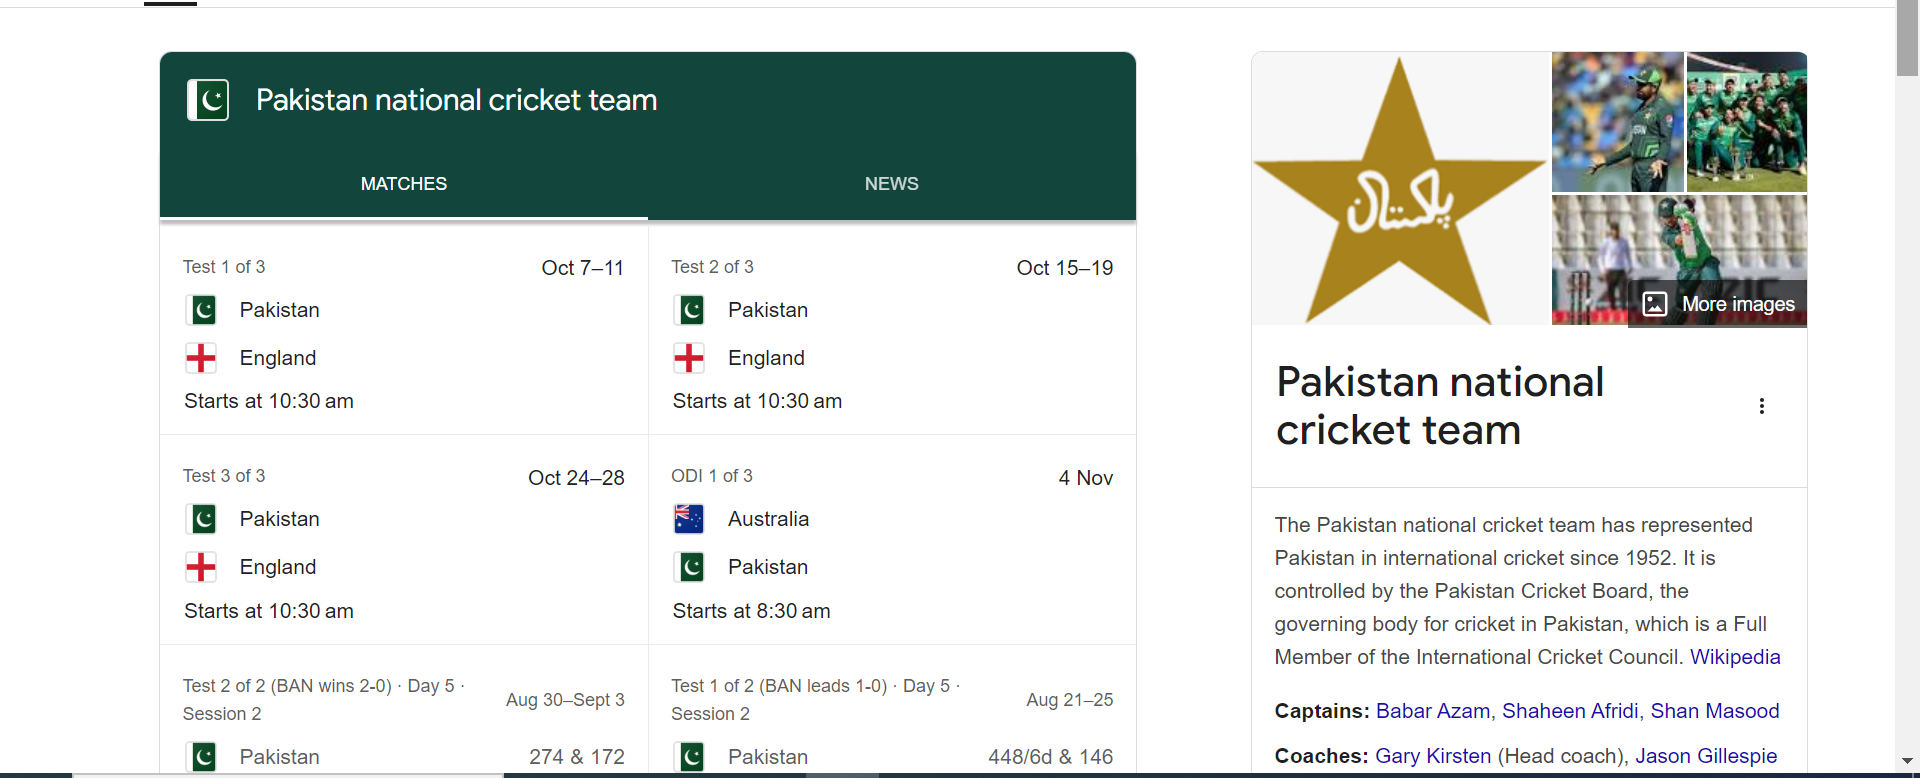 Pakistan national cricket team
MATCHES
NEWS
Test 1 of 3
Oct 7–11
Pakistan
England
Starts at 10:30 am
Test 2 of 3
Oct 15–19
Pakistan
England
Starts at 10:30 am
Test 3 of 3
Oct 24–28
Pakistan
England
Starts at 10:30 am
ODI 1 of 3
4 Nov
Australia
Pakistan
Starts at 8:30 am
Test 2 of 2 (BAN wins 2-0) · Day 5 ·
Session 2
Aug 30–Sept 3
Pakistan
274 & 172
Test 1 of 2 (BAN leads 1-0) · Day 5 ·
Session 2
Aug 21–25
Pakistan
448/6d & 146
پاکستان
More images
Pakistan national
cricket team
The Pakistan national cricket team has represented
Pakistan in international cricket since 1952. It is
controlled by the Pakistan Cricket Board, the
governing body for cricket in Pakistan, which is a Full
Member of the International Cricket Council. Wikipedia
Captains: Babar Azam, Shaheen Afridi, Shan Masood
Coaches: Gary Kirsten (Head coach), Jason Gillespie